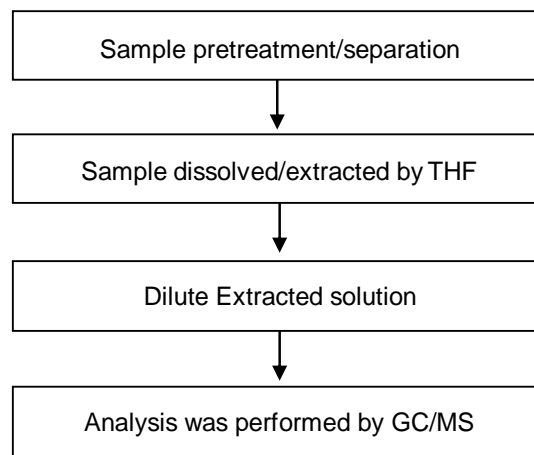 Sample pretreatment/separation
Sample dissolved/extracted by THF
Dilute Extracted solution
Analysis was performed by GC/MS